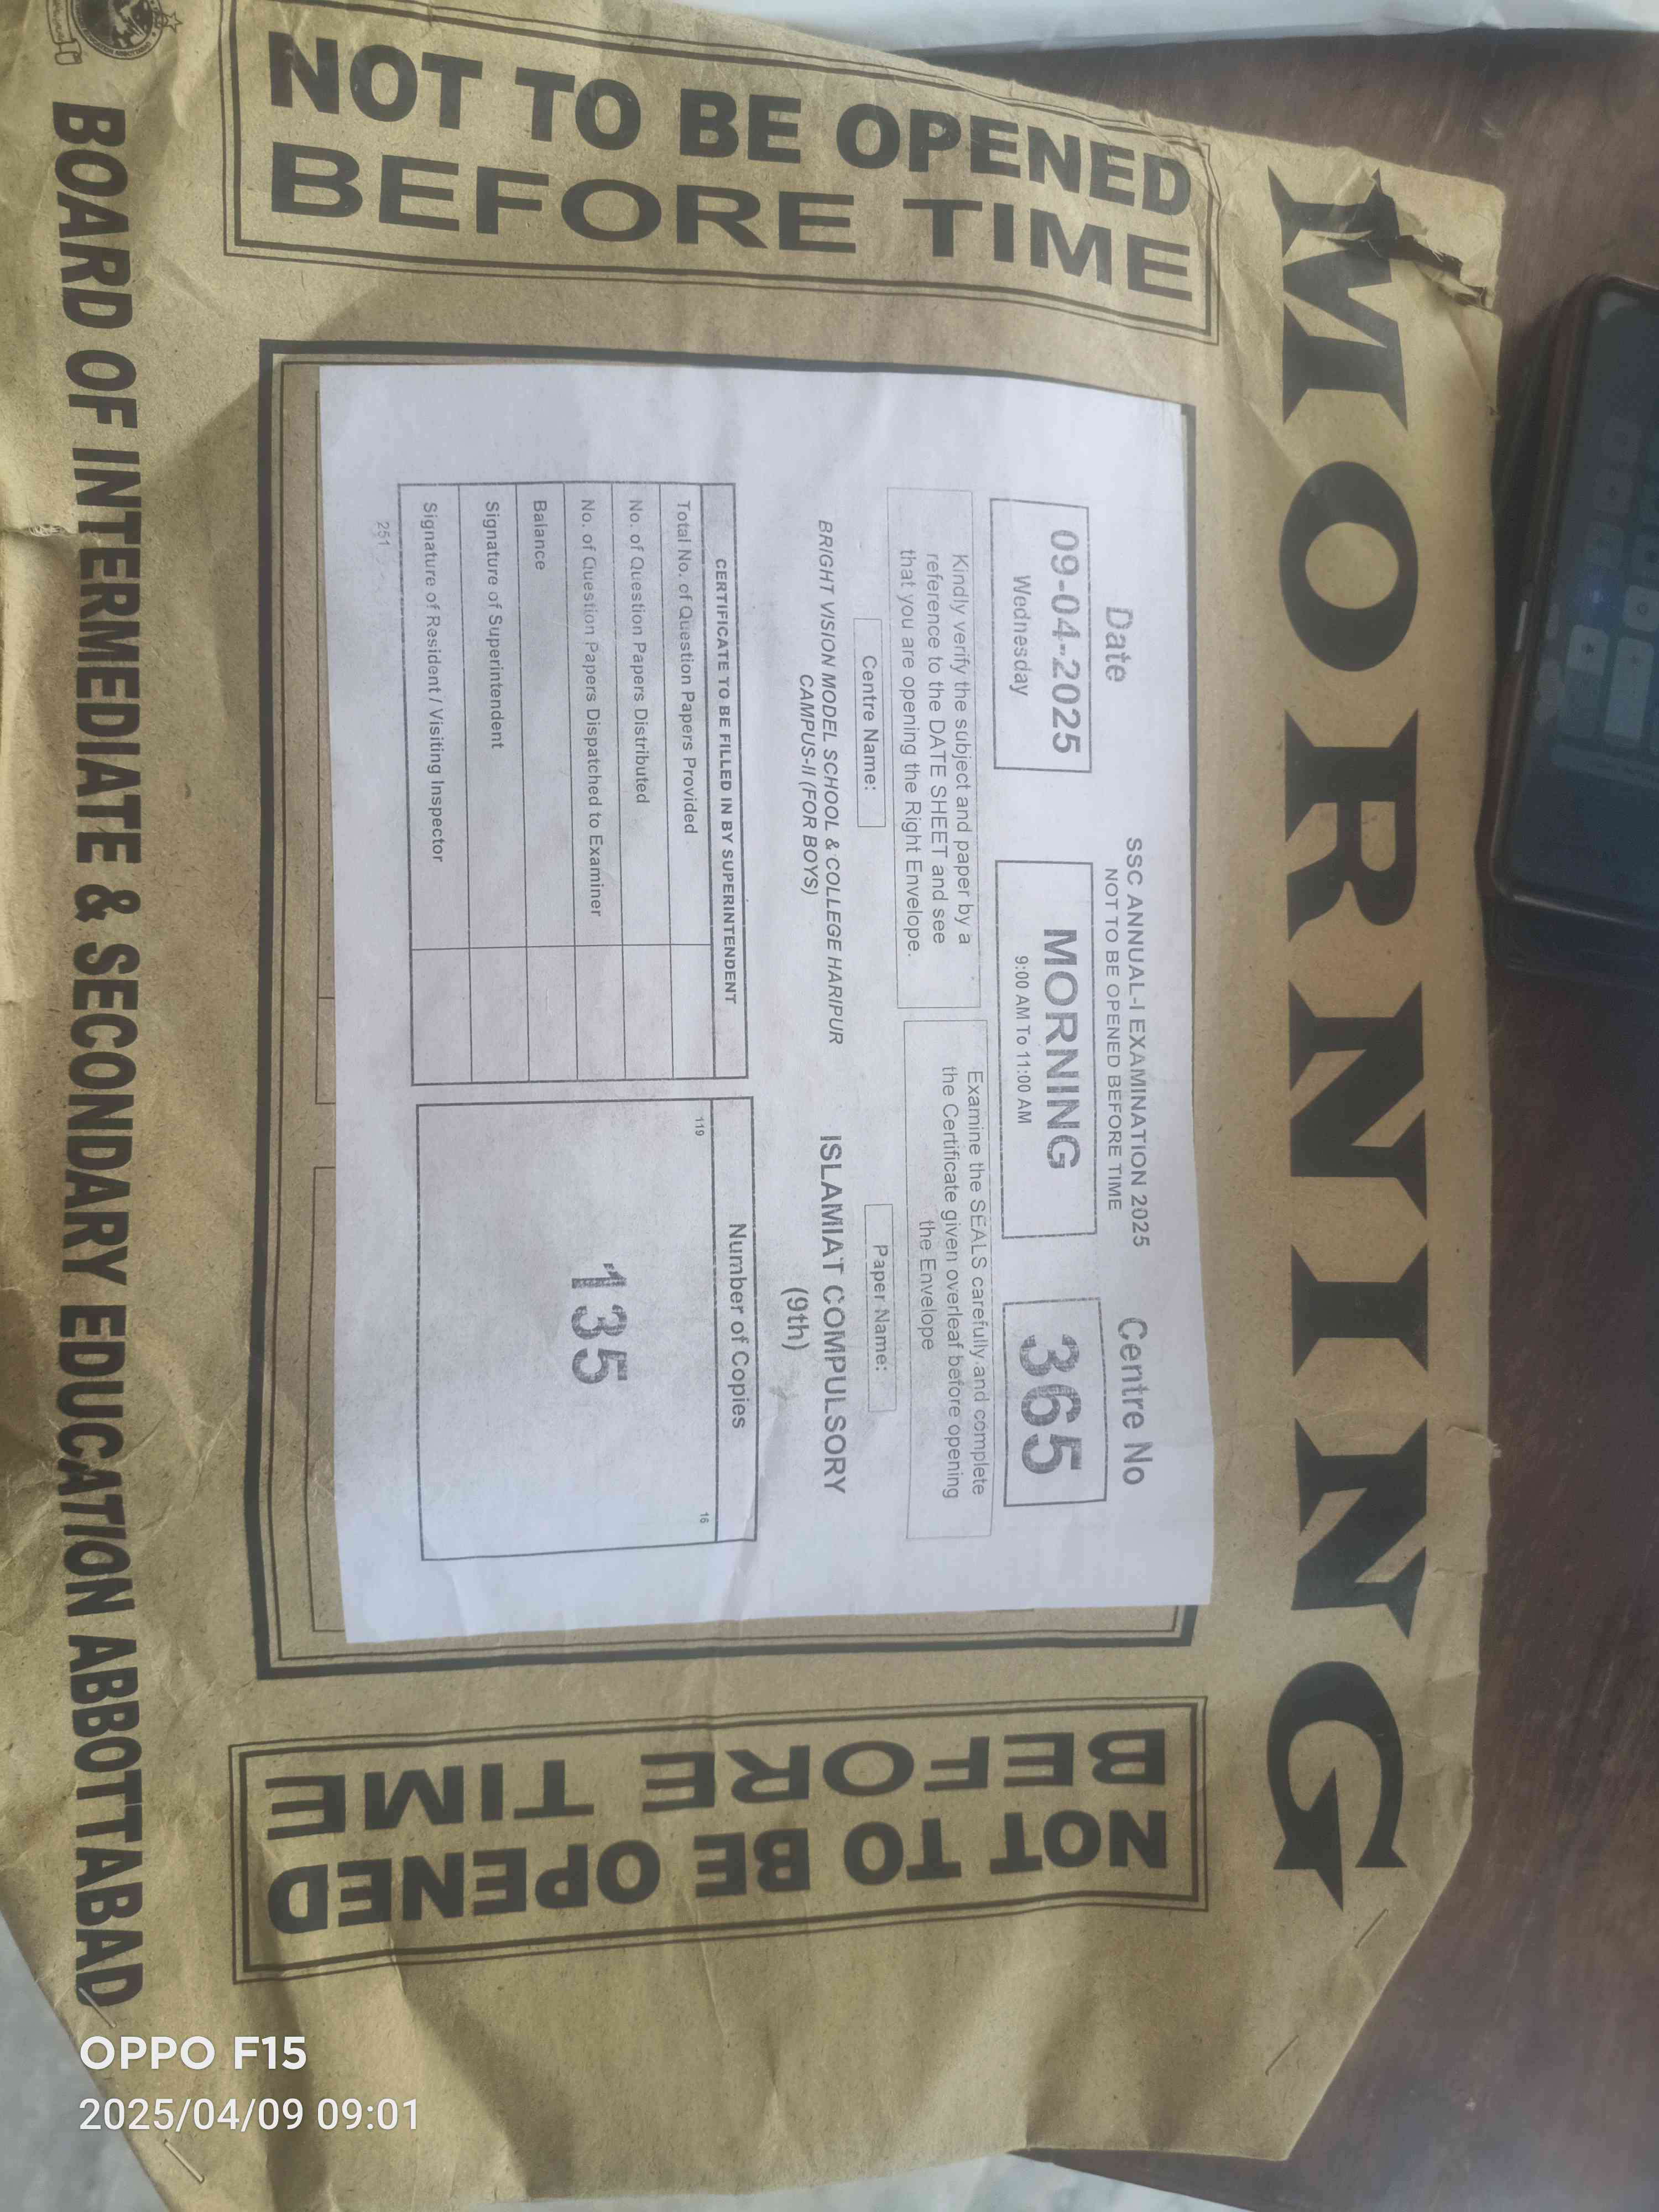 MORNING
NOT TO BE OPENED
BEFORE TIME
SSC ANNUAL-I EXAMINATION 2025
NOT TO BE OPENED BEFORE TIME
Date
09-04-2025
Wednesday
MORNING
9:00 AM To 11:00 AM
Centre No
365
Kindly verify the subject and paper by a
reference to the DATE SHEET and see
that you are opening the Right Envelope.
Examine the SEALS carefully and complete
the Certificate given overleaf before opening
the Envelope
Centre Name:
BRIGHT VISION MODEL SCHOOL & COLLEGE HARIPUR
CAMPUS-II (FOR BOYS)
Paper Name:
ISLAMIAT COMPULSORY
(9th)
CERTIFICATE TO BE FILLED IN BY SUPERINTENDENT
Total No. of Question Papers Provided
No. of Question Papers Distributed
No. of Question Papers Dispatched to Examiner
Balance
Signature of Superintendent
Signature of Resident / Visiting Inspector
251
Number of Copies
119
16
135
NOT TO BE OPENED
BEFORE TIME
BOARD OF INTERMEDIATE & SECONDARY EDUCATION ABBOTTABAD
OPPO F15
2025/04/09 09:01